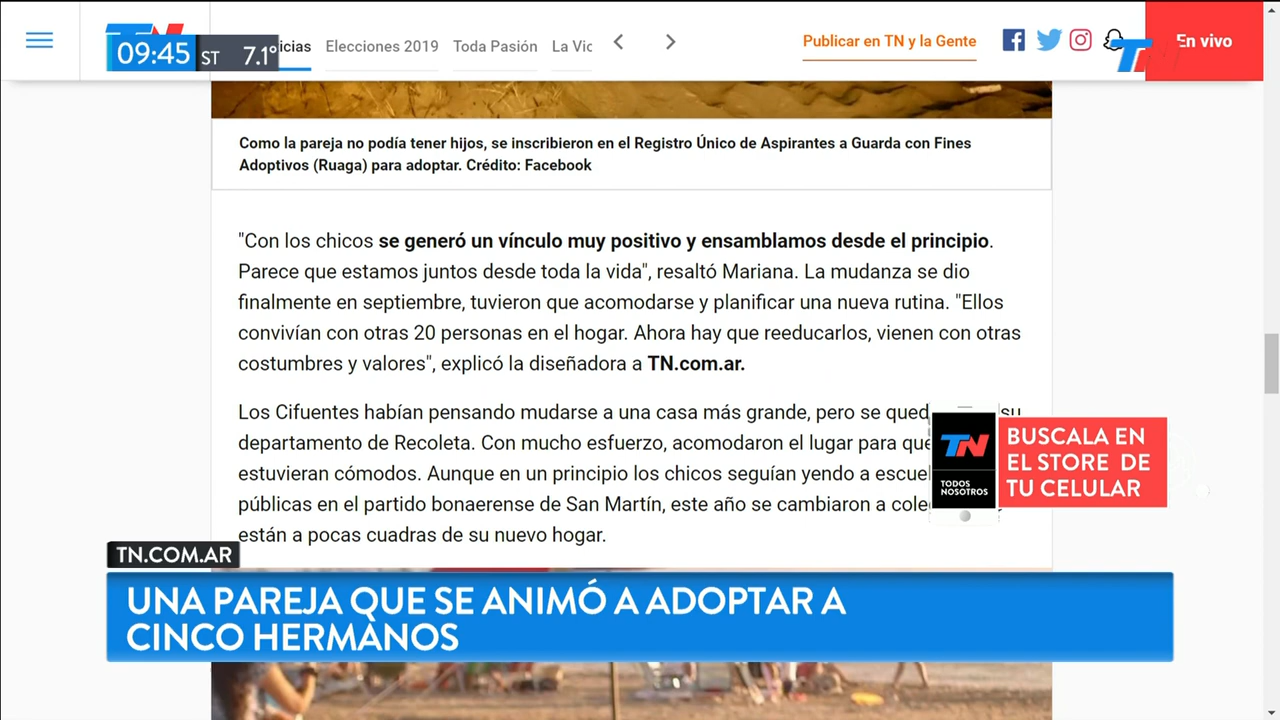 TN
09:45 ST 7.1°
icias Elecciones 2019 Toda Pasión La Vic
Publicar en TN y la Gente
En vivo
Como la pareja no podía tener hijos, se inscribieron en el Registro Único de Aspirantes a Guarda con Fines
Adoptivos (Ruaga) para adoptar. Crédito: Facebook
"Con los chicos se generó un vínculo muy positivo y ensamblamos desde el principio.
Parece que estamos juntos desde toda la vida", resaltó Mariana. La mudanza se dio
finalmente en septiembre, tuvieron que acomodarse y planificar una nueva rutina. "Ellos
convivían con otras 20 personas en el hogar. Ahora hay que reeducarlos, vienen con otras
costumbres y valores", explicó la diseñadora a TN.com.ar.
Los Cifuentes habían pensando mudarse a una casa más grande, pero se qued su
departamento de Recoleta. Con mucho esfuerzo, acomodaron el lugar para que
estuvieran cómodos. Aunque en un principio los chicos seguían yendo a escue
públicas en el partido bonaerense de San Martín, este año se cambiaron a cole
están a pocas cuadras de su nuevo hogar.
TN
TODOS
NOSOTROS
BUSCALA EN
EL STORE DE
TU CELULAR
TN.COM.AR
UNA PAREJA QUE SE ANIMÓ A ADOPTAR A
CINCO HERMANOS